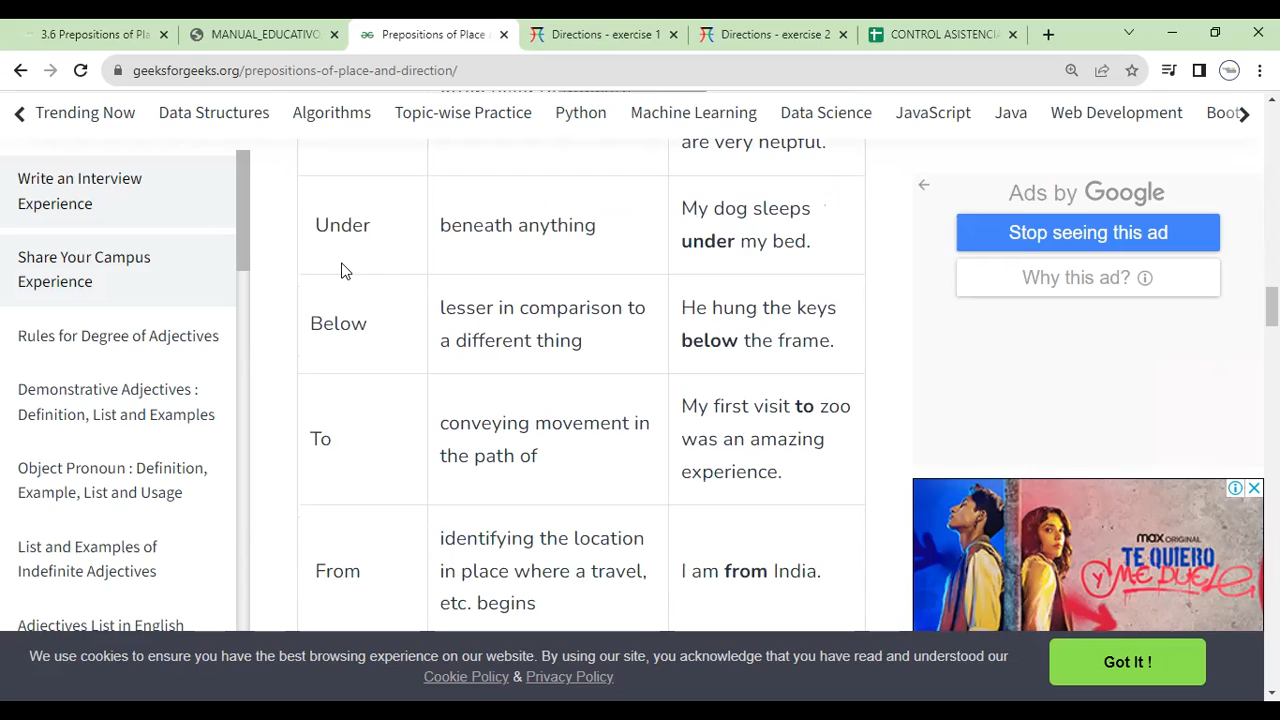 3.6 Prepositions of Pla
MANUAL_EDUCATIVO
Prepositions of Place
Directions - exercise 1
Directions - exercise 2
CONTROL ASISTENCIA
geeksforgeeks.org/prepositions-of-place-and-direction/
Trending Now
Data Structures
Algorithms
Topic-wise Practice
Python
Machine Learning
Data Science
JavaScript
Java
Web Development
Boot
Write an Interview
Experience
Share Your Campus
Experience
Rules for Degree of Adjectives
Demonstrative Adjectives :
Definition, List and Examples
Object Pronoun : Definition,
Example, List and Usage
List and Examples of
Indefinite Adjectives
Adjectives List in English
are very helpful.
Under
beneath anything
My dog sleeps
under my bed.
Below
lesser in comparison to
a different thing
He hung the keys
below the frame.
To
conveying movement in
the path of
My first visit to zoo
was an amazing
experience.
From
identifying the location
in place where a travel,
etc. begins
I am from India.
Ads by Google
Stop seeing this ad
Why this ad?
max ORIGINAL
TE QUIERO
Y ME DUELE
We use cookies to ensure you have the best browsing experience on our website. By using our site, you acknowledge that you have read and understood our
Cookie Policy & Privacy Policy
Got It !